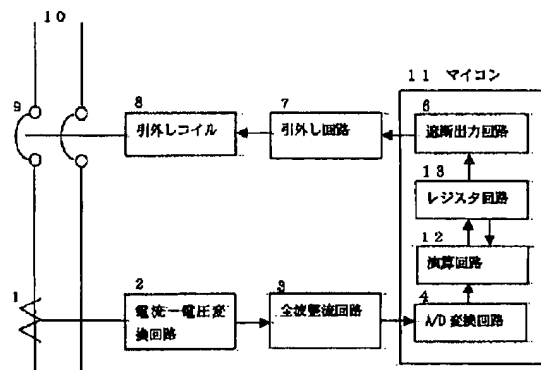 10
11 マイコン
9
8
引外しコイル
7
引外し回路
6
遮断出力回路
13
レジスタ回路
12
演算回路
1
2
電流－電圧変
換回路
3
全波整流回路
4
A/D変換回路